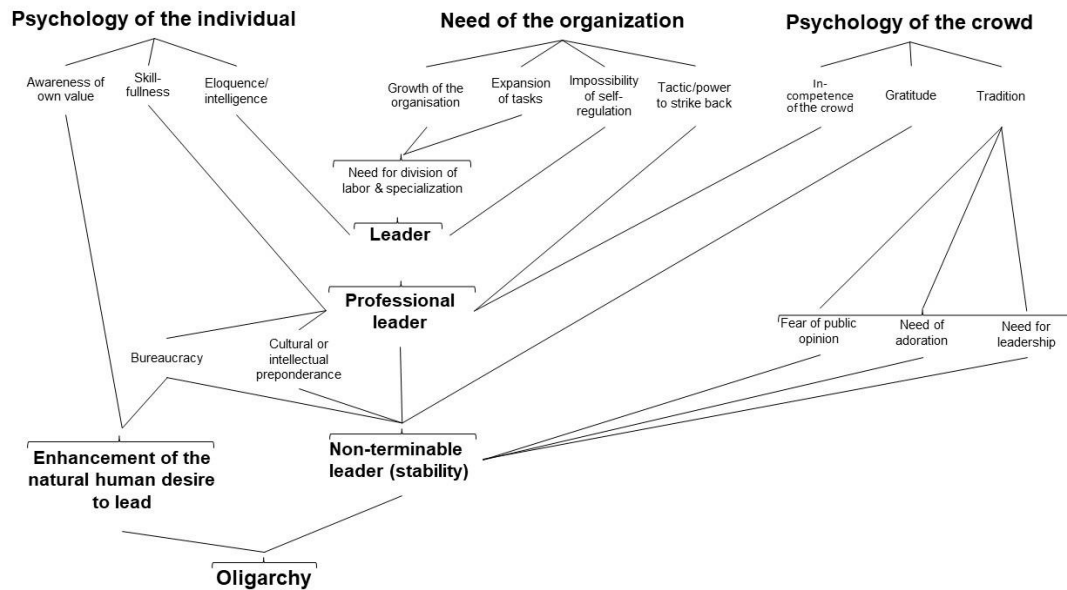 Psychology of the individual
Need of the organization
Psychology of the crowd
Awareness of
own value
Skill-
fullness
Eloquence/
intelligence
Growth of the
organisation
Expansion
of tasks
Impossibility
of self-
regulation
Tactic/power
to strike back
In-
competence
of the crowd
Gratitude
Tradition
Need for division of
labor & specialization
Leader
Professional
leader
Bureaucracy
Cultural or
intellectual
preponderance
Fear of public
opinion
Need of
adoration
Need for
leadership
Enhancement of the
natural human desire
to lead
Non-terminable
leader (stability)
Oligarchy